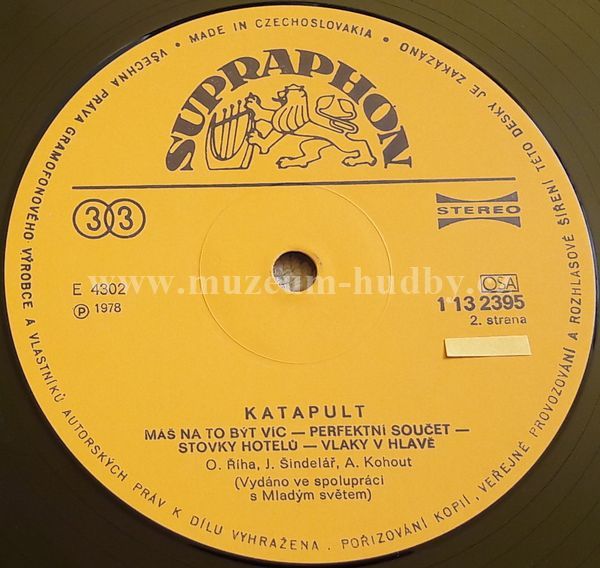 VŠECHNA PRÁVA GRAMOFONOVÉHO VÝROBCE A VLASTNÍKŮ AUTORSKÝCH PRÁV K DÍLU VYHRAŽENA. POŘIZOVÁNÍ KOPIÍ, VEŘEJNÉ PROVOZOVÁNÍ A ROZHLASOVÉ ŠÍŘENÍ TÉTO DESKY JE ZAKÁZÁNO
• MADE IN CZECHOSLOVAKIA •
SUPRAPHON
33
STEREO
www.muzeum-hudby.cz
E 4302
OSA
Ⓟ 1978
1 13 2395
2. strana
KATAPULT
MÁŠ NA TO BÝT VÍC — PERFEKTNÍ SOUČET —
STOVKY HOTELŮ — VLAKY V HLAVĚ
O. Říha, J. Šindelář, A. Kohout
(Vydáno ve spolupráci
s Mladým světem)